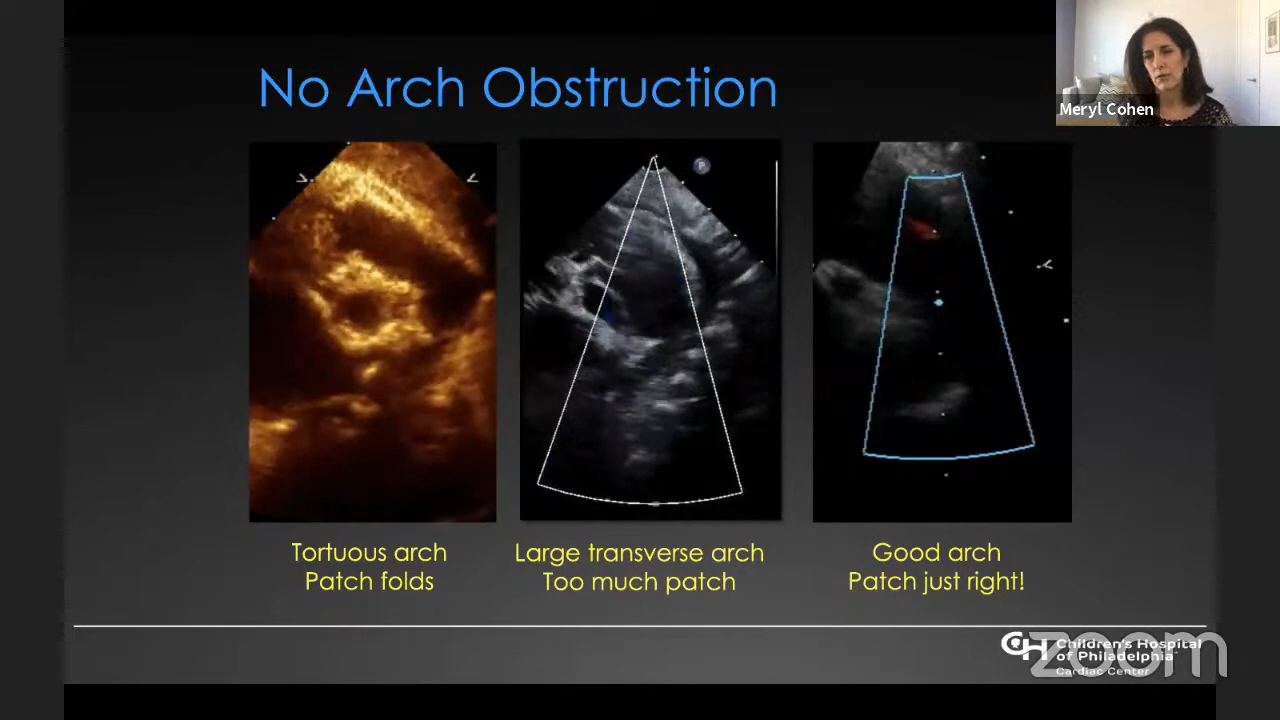 No Arch Obstruction
Meryl Cohen
P
Tortuous arch
Patch folds
Large transverse arch
Too much patch
Good arch
Patch just right!
CH Children's Hospital
of Philadelphia
Cardiac Center
zoom